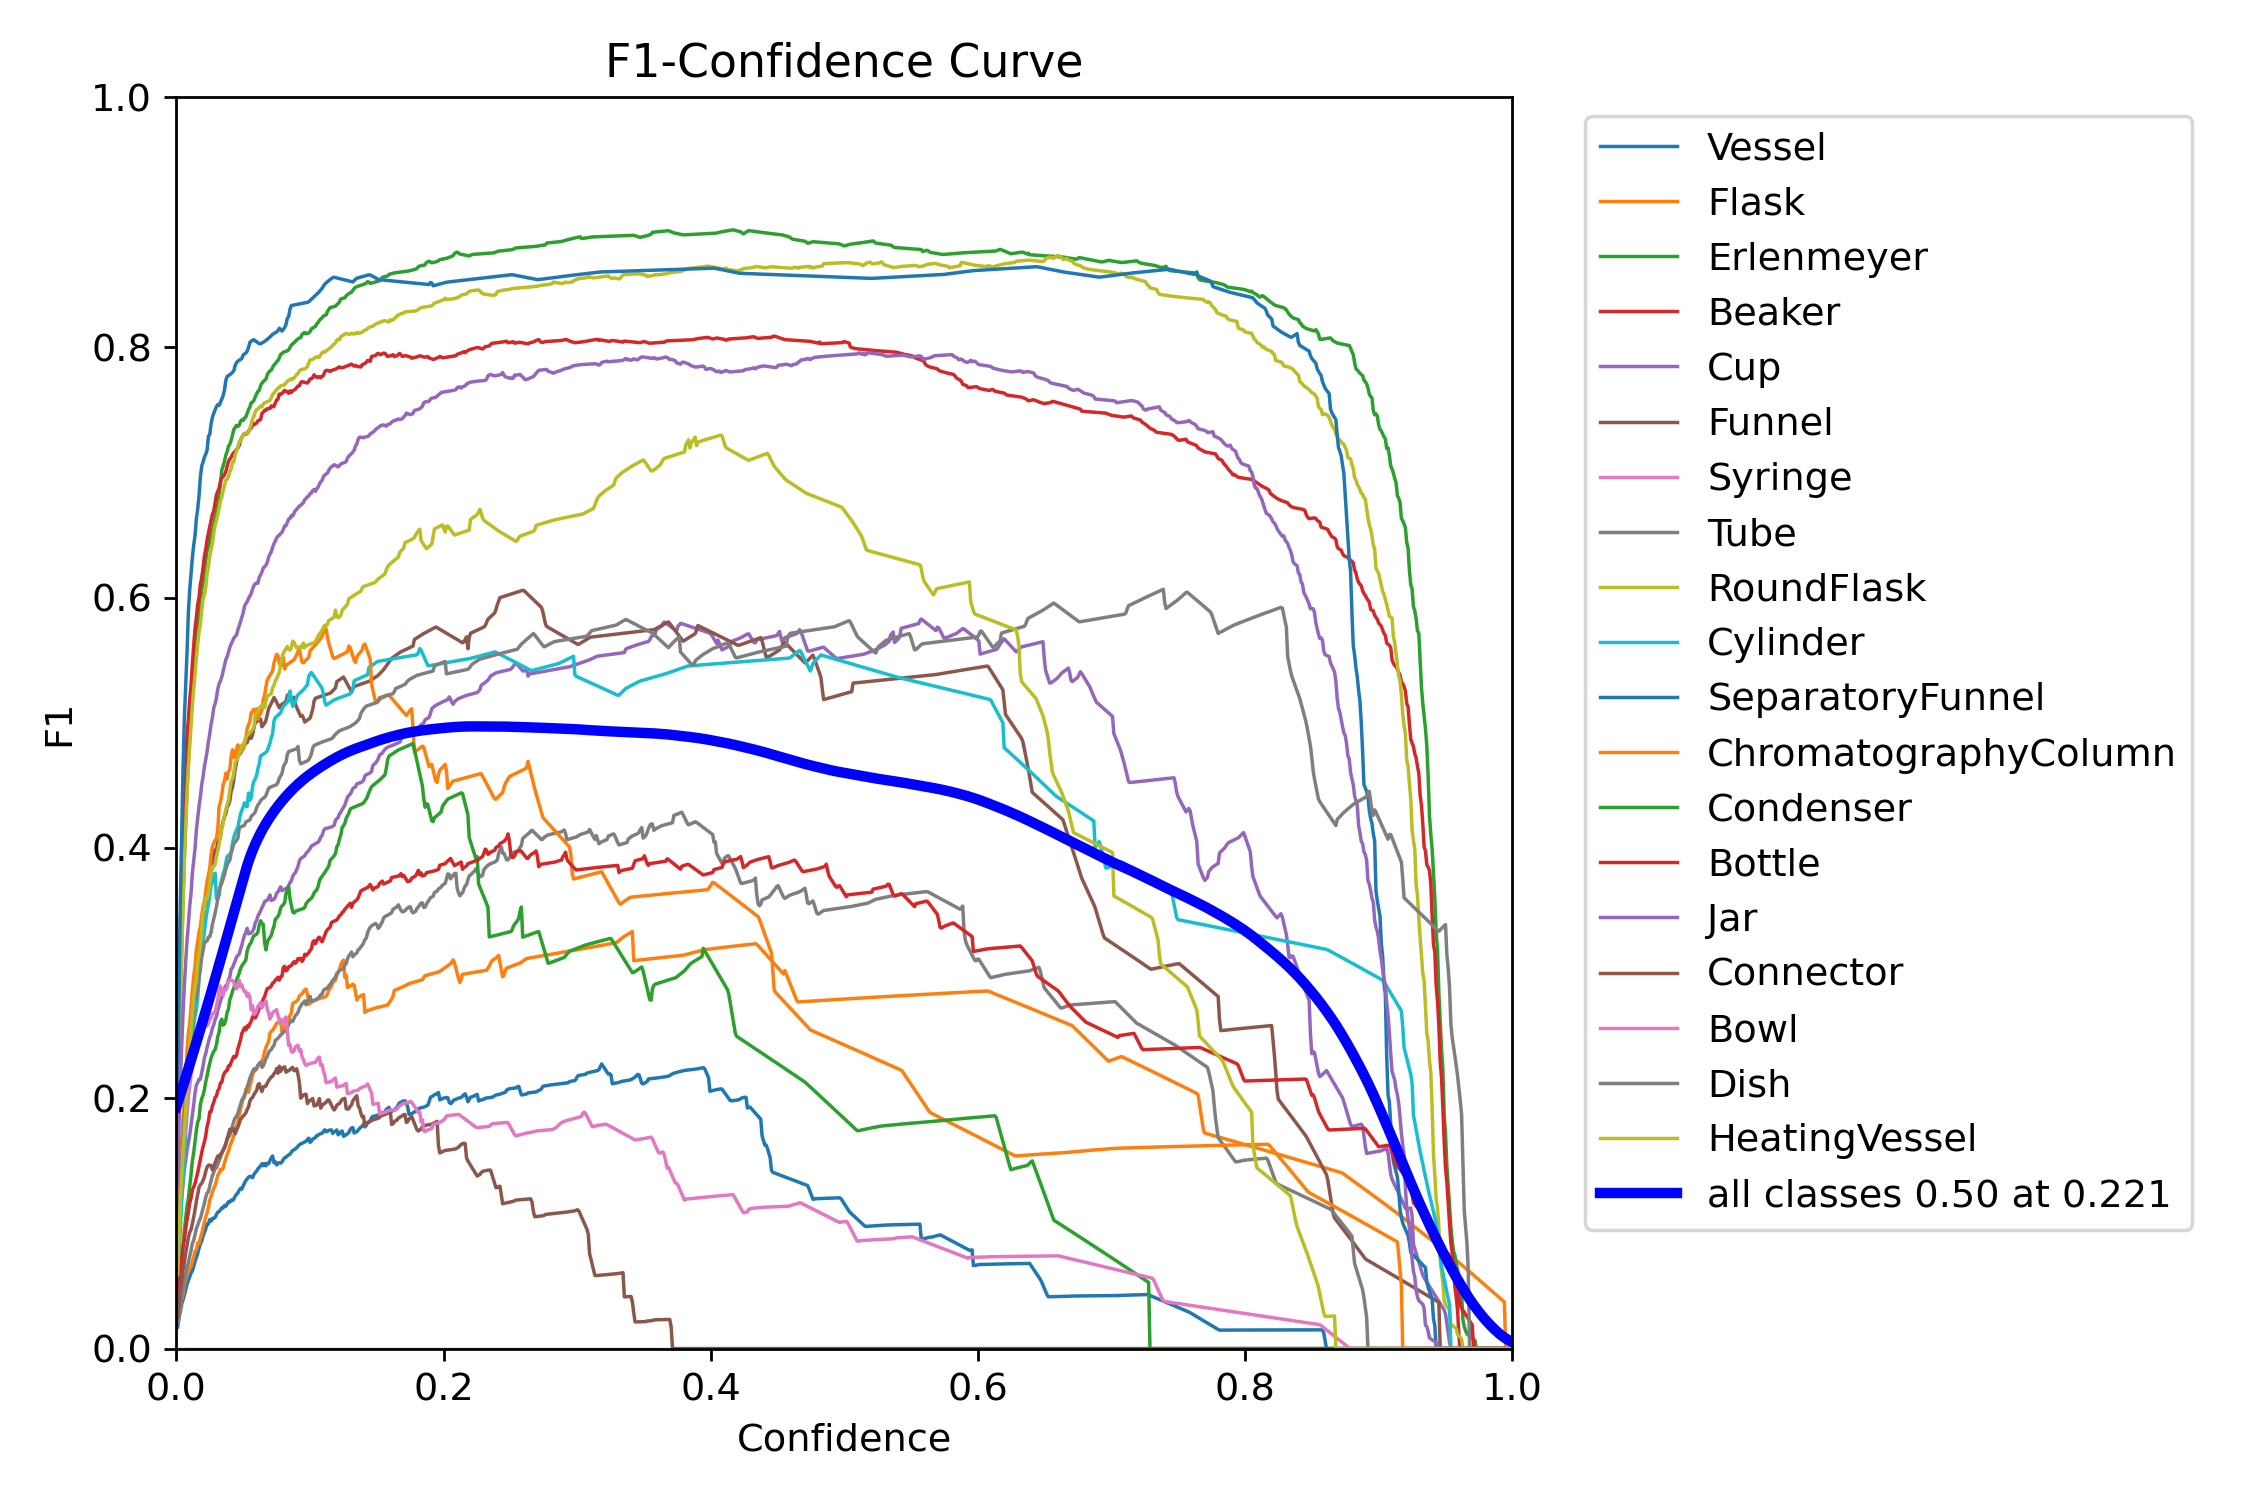 F1-Confidence Curve
1.0
0.8
0.6
0.4
0.2
0.0
F1
0.0 0.2 0.4 0.6 0.8 1.0
Confidence
Vessel
Flask
Erlenmeyer
Beaker
Cup
Funnel
Syringe
Tube
RoundFlask
Cylinder
SeparatoryFunnel
ChromatographyColumn
Condenser
Bottle
Jar
Connector
Bowl
Dish
HeatingVessel
all classes 0.50 at 0.221